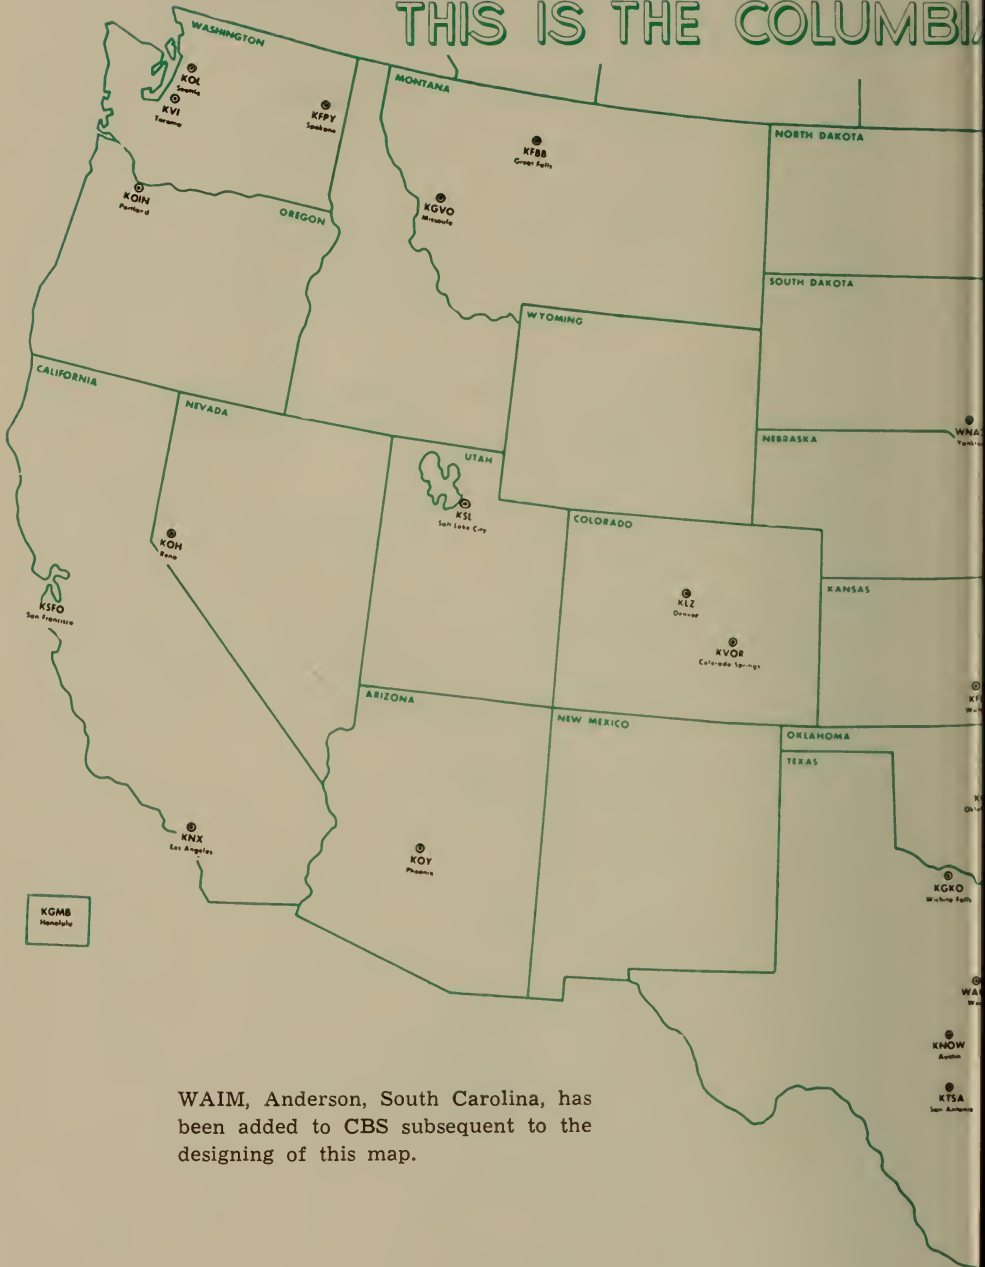 THIS IS THE COLUMBIA
WASHINGTON
KOL
Seattle
KVI
Tacoma
KFPY
Spokane
MONTANA
KFBB
Great Falls
KGVO
Missoula
NORTH DAKOTA
KOIN
Portland
OREGON
SOUTH DAKOTA
WYOMING
CALIFORNIA
NEVADA
WNA
NEBRASKA
UTAH
KSL
Salt Lake City
COLORADO
KOH
Reno
KANSAS
KSFO
San Francisco
KLZ
Denver
KVOR
Colorado Springs
KF
ARIZONA
NEW MEXICO
OKLAHOMA
TEXAS
KNX
Los Angeles
KOY
Phoenix
KGKO
Wichita Falls
KGMB
Honolulu
WA
KNOW
Austin
KTSA
San Antonio
WAIM, Anderson, South Carolina, has
been added to CBS subsequent to the
designing of this map.